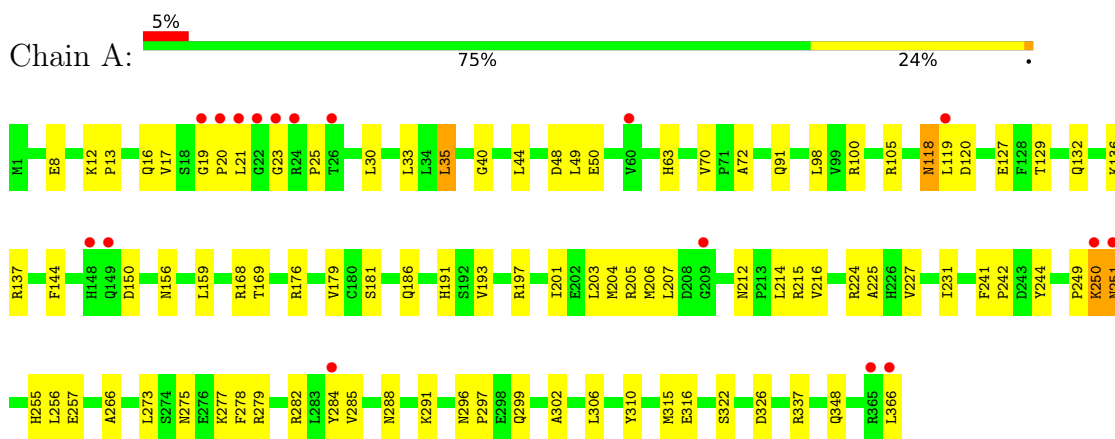 5%
Chain A:
75% 24% •
M1 E8 K12 P13 Q16 V17 S18 G19 P20 L21 G22 G23 R24 P25 T26 L30 L33 L34 L35 G40 L44 D48 L49 E50 V60 H63 V70 P71 A72 Q91 L98 V99 R100 R105 N118 L119 D120 E127 F128 T129 Q132 K136
R137 F144 H148 Q149 D150 N156 L159 R168 T169 R176 V179 C180 S181 Q186 H191 S192 V193 R197 I201 E202 L203 M204 R205 M206 L207 D208 G209 N212 P213 L214 R215 V216 R224 A225 H226 V227 I231 F241 P242 D243 Y244 P249 K250 N251
H255 L256 E257 A266 L273 S274 N275 E276 K277 F278 R279 R282 L283 Y284 V285 N288 K291 N296 P297 E298 Q299 A302 L306 Y310 M315 E316 S322 D326 R337 Q348 R365 L366